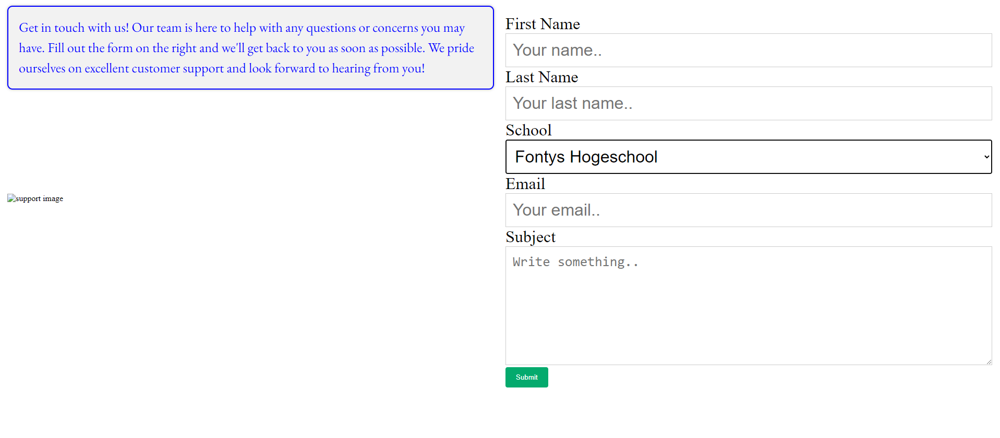 Get in touch with us! Our team is here to help with any questions or concerns you may
have. Fill out the form on the right and we'll get back to you as soon as possible. We pride
ourselves on excellent customer support and look forward to hearing from you!
support image
First Name
Your name..
Last Name
Your last name..
School
Fontys Hogeschool
Email
Your email..
Subject
Write something..
Submit